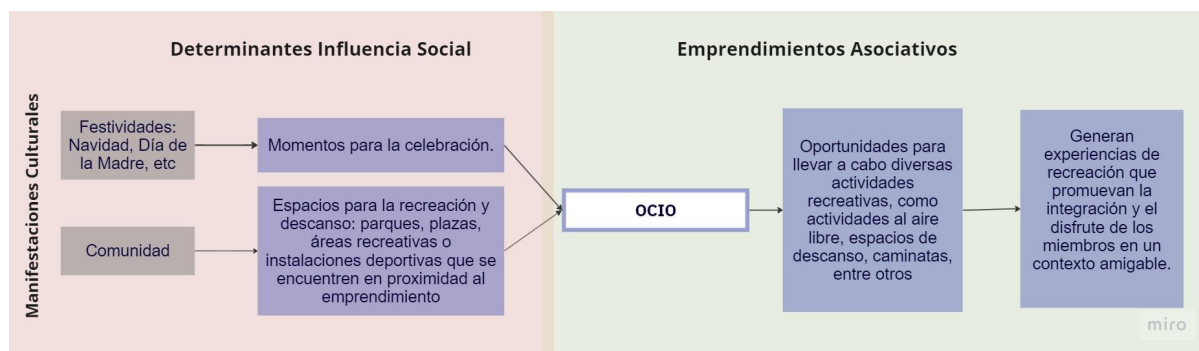 Determinantes Influencia Social
Emprendimientos Asociativos
Manifestaciones Culturales
Festividades:
Navidad, Día de
la Madre, etc
Momentos para la celebración.
Comunidad
Espacios para la recreación y
descanso: parques, plazas,
áreas recreativas o
instalaciones deportivas que se
encuentren en proximidad al
emprendimiento
OCIO
Oportunidades para
llevar a cabo diversas
actividades
recreativas, como
actividades al aire
libre, espacios de
descanso, caminatas,
entre otros
Generan
experiencias de
recreación que
promuevan la
integración y el
disfrute de los
miembros en un
contexto amigable.
miro